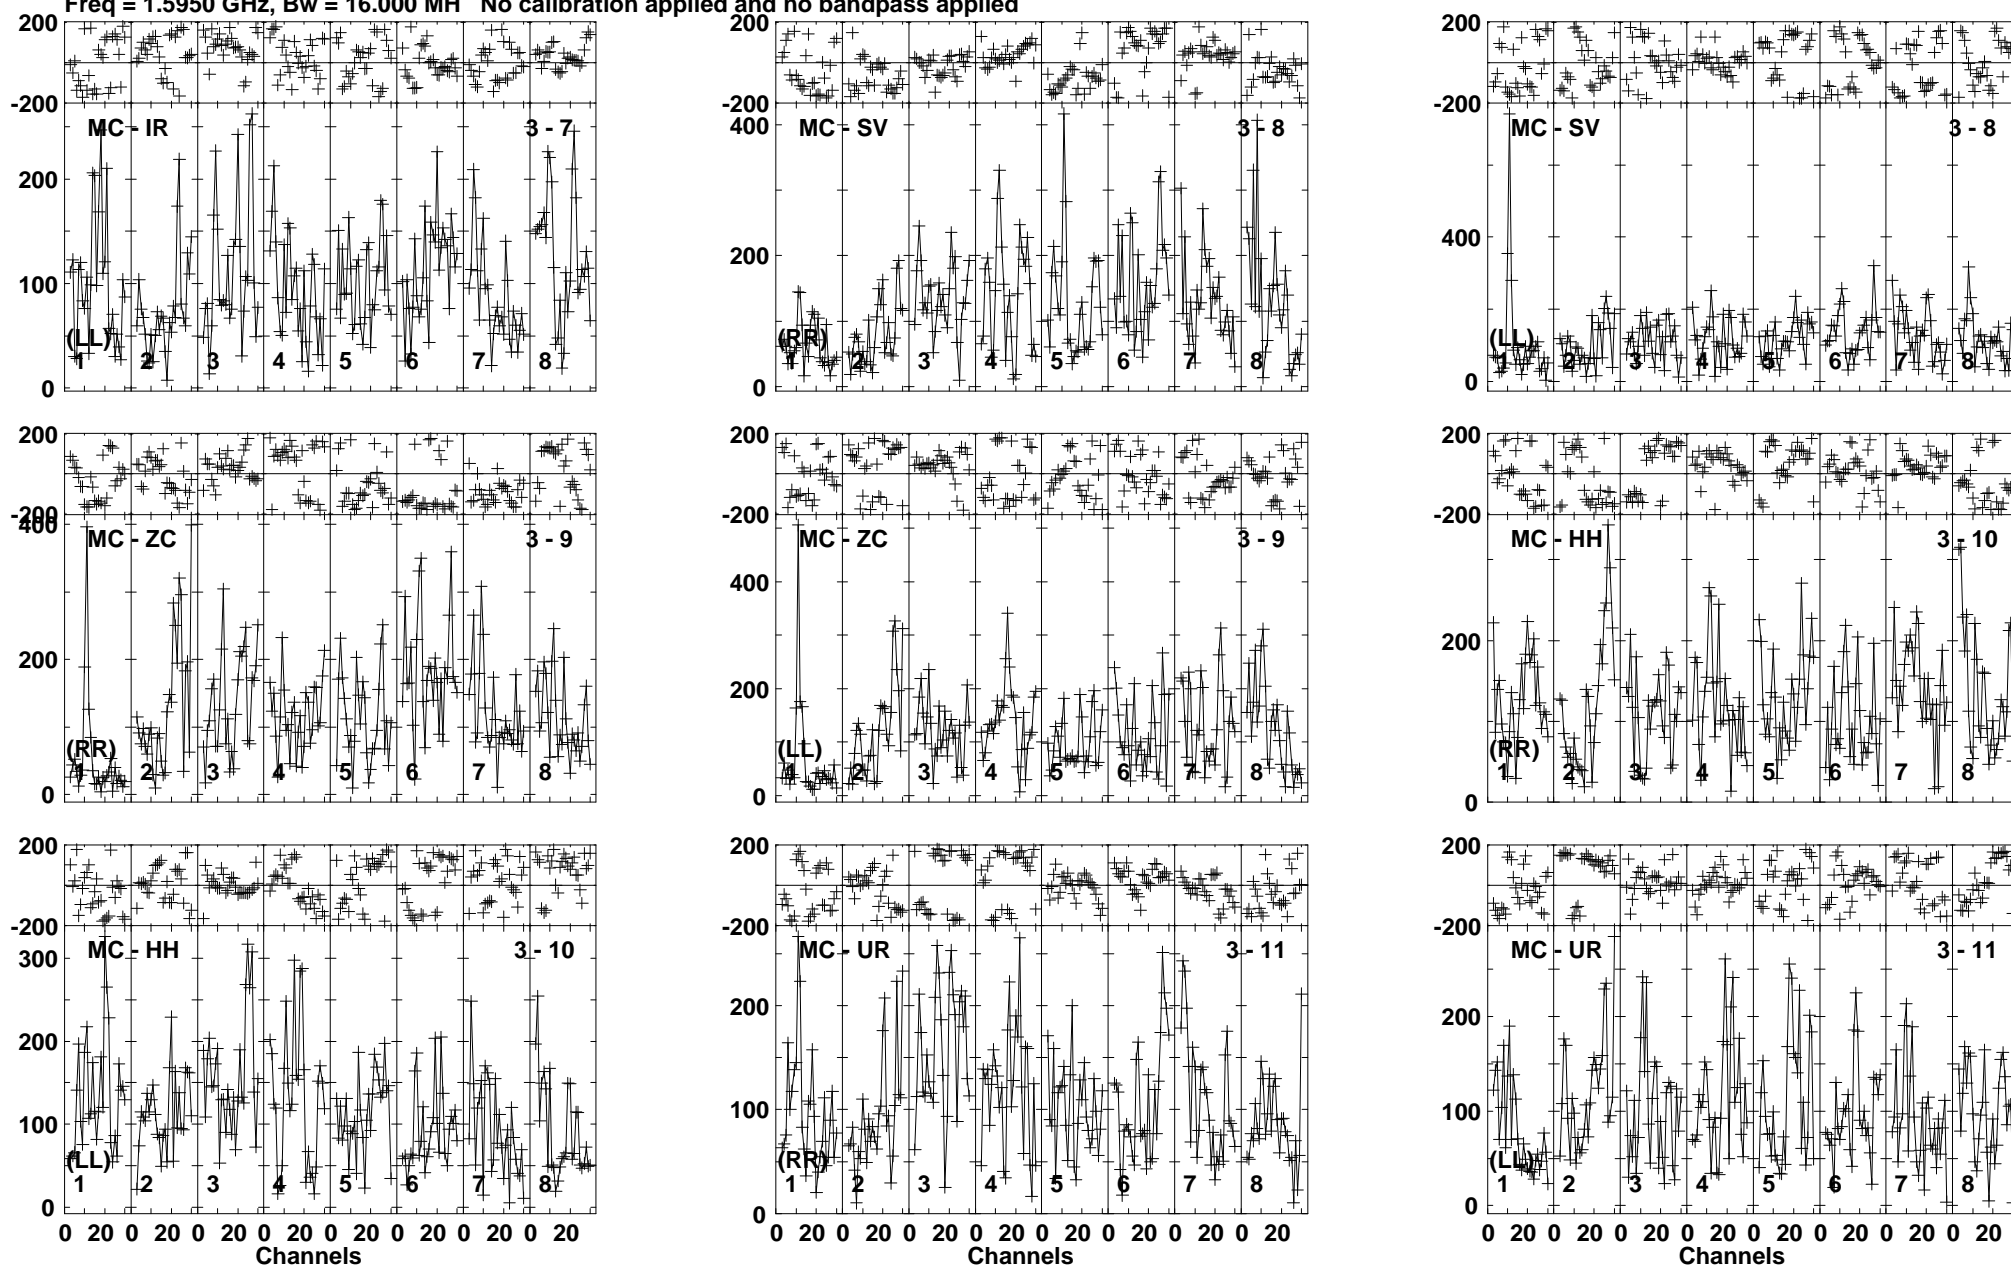 Freq = 1.5950 GHz, Bw = 16.000 MH No calibration applied and no bandpass applied
200 200 200
-200 -200 -200
MC - IR 3 - 7 MC - SV 3 - 8 MC - SV 3 - 8
400
200 400
200
100
(LL) (RR) (LL)
1 2 3 4 5 6 7 8 1 2 3 4 5 6 7 8 1 2 3 4 5 6 7 8
0 0 0
200 200 200
-200 -200 -200
400
MC - ZC 3 - 9 MC - ZC 3 - 9 MC - HH 3 - 10
400
200 200 200
(RR) (LL) (RR)
1 2 3 4 5 6 7 8 1 2 3 4 5 6 7 8 1 2 3 4 5 6 7 8
0 0 0
200 200 200
-200 -200 -200
MC - HH 3 - 10 MC - UR 3 - 11 MC - UR 3 - 11
300
200 200 200
100 100 100
(LL) (RR) (LL)
1 2 3 4 5 6 7 8 1 2 3 4 5 6 7 8 1 2 3 4 5 6 7 8
0 0 0
0 20 0 20 0 20 0 20 0 20 0 20 0 20 0 20 0 20 0 20 0 20 0 20 0 20 0 20 0 20 0 20 0 20 0 20 0 20 0 20 0 20 0 20 0 20 0 20
Channels Channels Channels